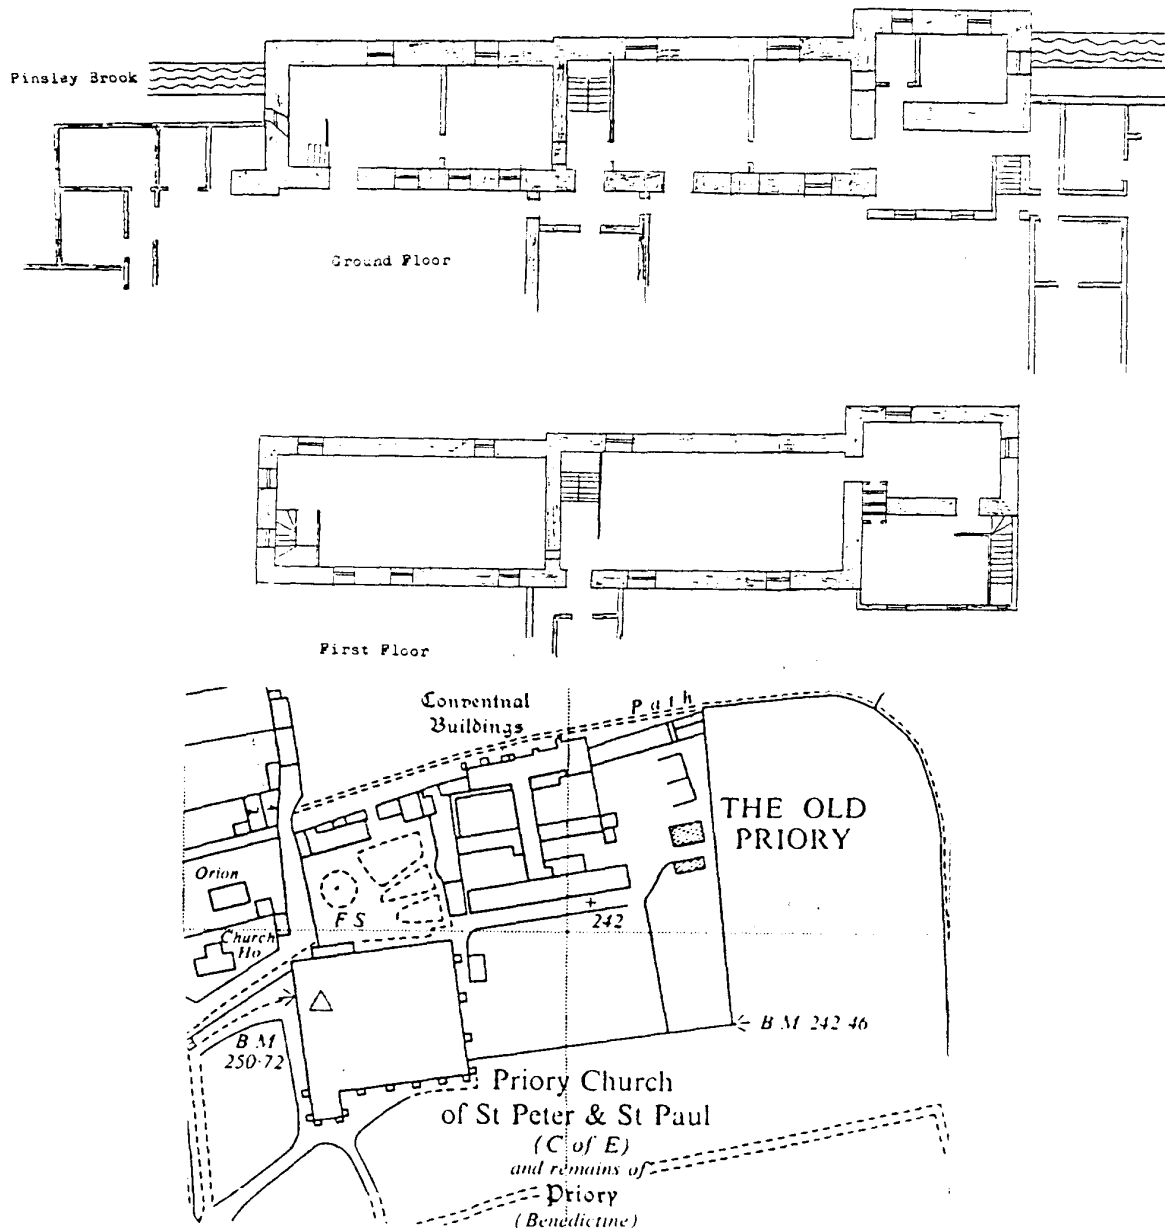 Pinsley Brook
Ground Floor
First Floor
Conventual
Buildings
Path
THE OLD
PRIORY
Orion
F S
242
Church
Ho
B M
250·72
B M 242·46
Priory Church
of St Peter & St Paul
(C of E)
and remains of
Priory
(Benedictine)